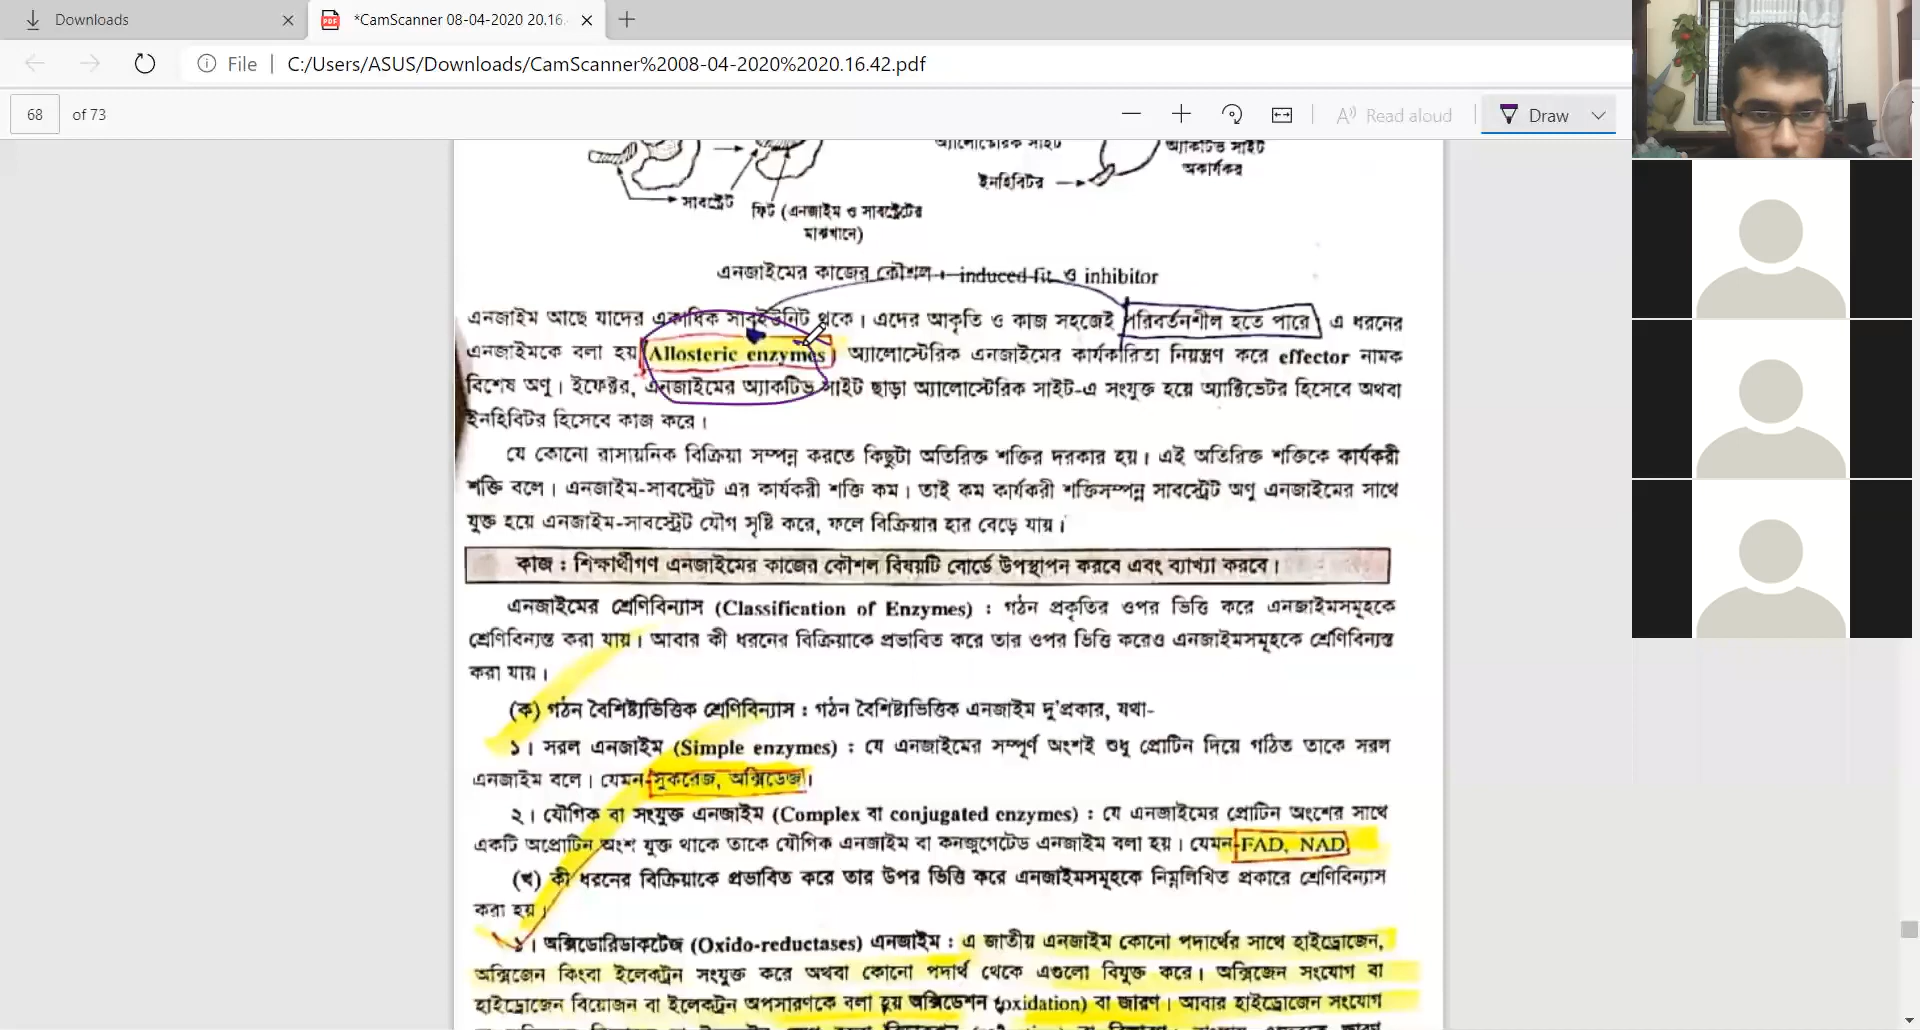 Downloads
*CamScanner 08-04-2020 20.16.
File
C:/Users/ASUS/Downloads/CamScanner%2008-04-2020%2020.16.42.pdf
68 of 73
Read aloud
Draw
অ্যালোস্টেরিক সাইট
অ্যাকটিভ সাইট
অকার্যকর
ইনহিবিটর
সাবস্ট্রেট
ফিট (এনজাইম ও সাবস্ট্রেটের
মাঝখানে)
এনজাইমের কাজের কৌশল : induced fit ও inhibitor
এনজাইম আছে যাদের একাধিক সাবইউনিট থাকে। এদের আকৃতি ও কাজ সহজেই পরিবর্তনশীল হতে পারে। এ ধরনের
এনজাইমকে বলা হয় Allosteric enzymes। অ্যালোস্টেরিক এনজাইমের কার্যকারিতা নিয়ন্ত্রণ করে effector নামক
বিশেষ অণু। ইফেক্টর, এনজাইমের অ্যাকটিভ সাইট ছাড়া অ্যালোস্টেরিক সাইট-এ সংযুক্ত হয়ে অ্যাক্টিভেটর হিসেবে অথবা
ইনহিবিটর হিসেবে কাজ করে।
যে কোনো রাসায়নিক বিক্রিয়া সম্পন্ন করতে কিছুটা অতিরিক্ত শক্তির দরকার হয়। এই অতিরিক্ত শক্তিকে কার্যকরী
শক্তি বলে। এনজাইম-সাবস্ট্রেট এর কার্যকরী শক্তি কম। তাই কম কার্যকরী শক্তিসম্পন্ন সাবস্ট্রেট অণু এনজাইমের সাথে
যুক্ত হয়ে এনজাইম-সাবস্ট্রেট যৌগ সৃষ্টি করে, ফলে বিক্রিয়ার হার বেড়ে যায়।
কাজ : শিক্ষার্থীগণ এনজাইমের কাজের কৌশল বিষয়টি বোর্ডে উপস্থাপন করবে এবং ব্যাখ্যা করবে।
এনজাইমের শ্রেণিবিন্যাস (Classification of Enzymes) : গঠন প্রকৃতির ওপর ভিত্তি করে এনজাইমসমূহকে
শ্রেণিবিন্যস্ত করা যায়। আবার কী ধরনের বিক্রিয়াকে প্রভাবিত করে তার ওপর ভিত্তি করেও এনজাইমসমূহকে শ্রেণিবিন্যস্ত
করা যায়।
(ক) গঠন বৈশিষ্ট্যভিত্তিক শ্রেণিবিন্যাস : গঠন বৈশিষ্ট্যভিত্তিক এনজাইম দু'প্রকার, যথা-
১। সরল এনজাইম (Simple enzymes) : যে এনজাইমের সম্পূর্ণ অংশই শুধু প্রোটিন দিয়ে গঠিত তাকে সরল
এনজাইম বলে। যেমন-সুকরেজ, অক্সিডেজ।
২। যৌগিক বা সংযুক্ত এনজাইম (Complex বা conjugated enzymes) : যে এনজাইমের প্রোটিন অংশের সাথে
একটি অপ্রোটিন অংশ যুক্ত থাকে তাকে যৌগিক এনজাইম বা কনজুগেটেড এনজাইম বলা হয়। যেমন-FAD, NAD
(খ) কী ধরনের বিক্রিয়াকে প্রভাবিত করে তার উপর ভিত্তি করে এনজাইমসমূহকে নিম্নলিখিত প্রকারে শ্রেণিবিন্যাস
করা হয়।
১। অক্সিডোরিডাকটেজ (Oxido-reductases) এনজাইম : এ জাতীয় এনজাইম কোনো পদার্থের সাথে হাইড্রোজেন,
অক্সিজেন কিংবা ইলেকট্রন সংযুক্ত করে অথবা কোনো পদার্থ থেকে এগুলো বিযুক্ত করে। অক্সিজেন সংযোগ বা
হাইড্রোজেন বিয়োজন বা ইলেকট্রন অপসারণকে বলা হয় অক্সিডেশন (oxidation) বা জারণ। আবার হাইড্রোজেন সংযোগ